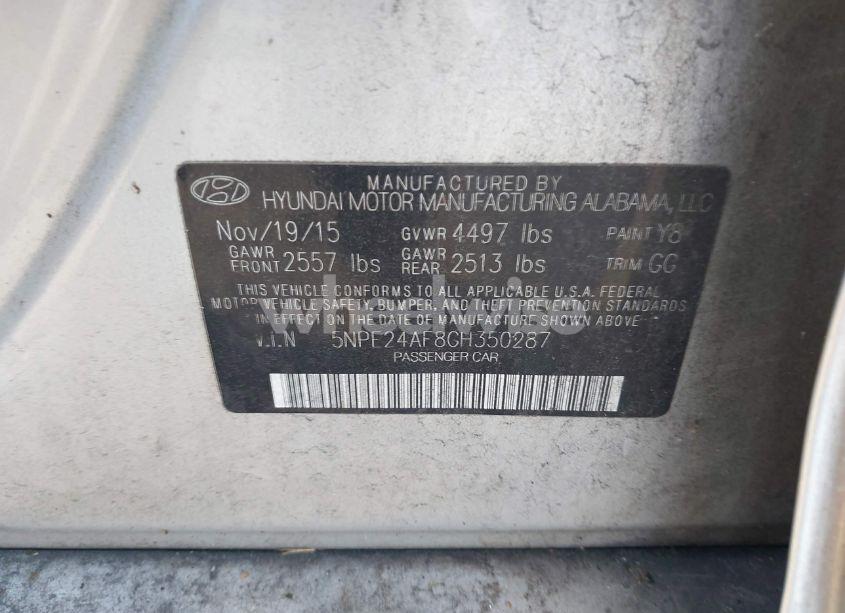 MANUFACTURED BY
HYUNDAI MOTOR MANUFACTURING ALABAMA, LLC
Nov/19/15 GVWR 4497 lbs PAINT Y8
GAWR FRONT 2557 lbs GAWR REAR 2513 lbs TRIM GG
THIS VEHICLE CONFORMS TO ALL APPLICABLE U.S.A. FEDERAL
MOTOR VEHICLE SAFETY, BUMPER, AND THEFT PREVENTION STANDARDS
IN EFFECT ON THE DATE OF MANUFACTURE SHOWN ABOVE.
V.I.N 5NPE24AF8GH350287
PASSENGER CAR